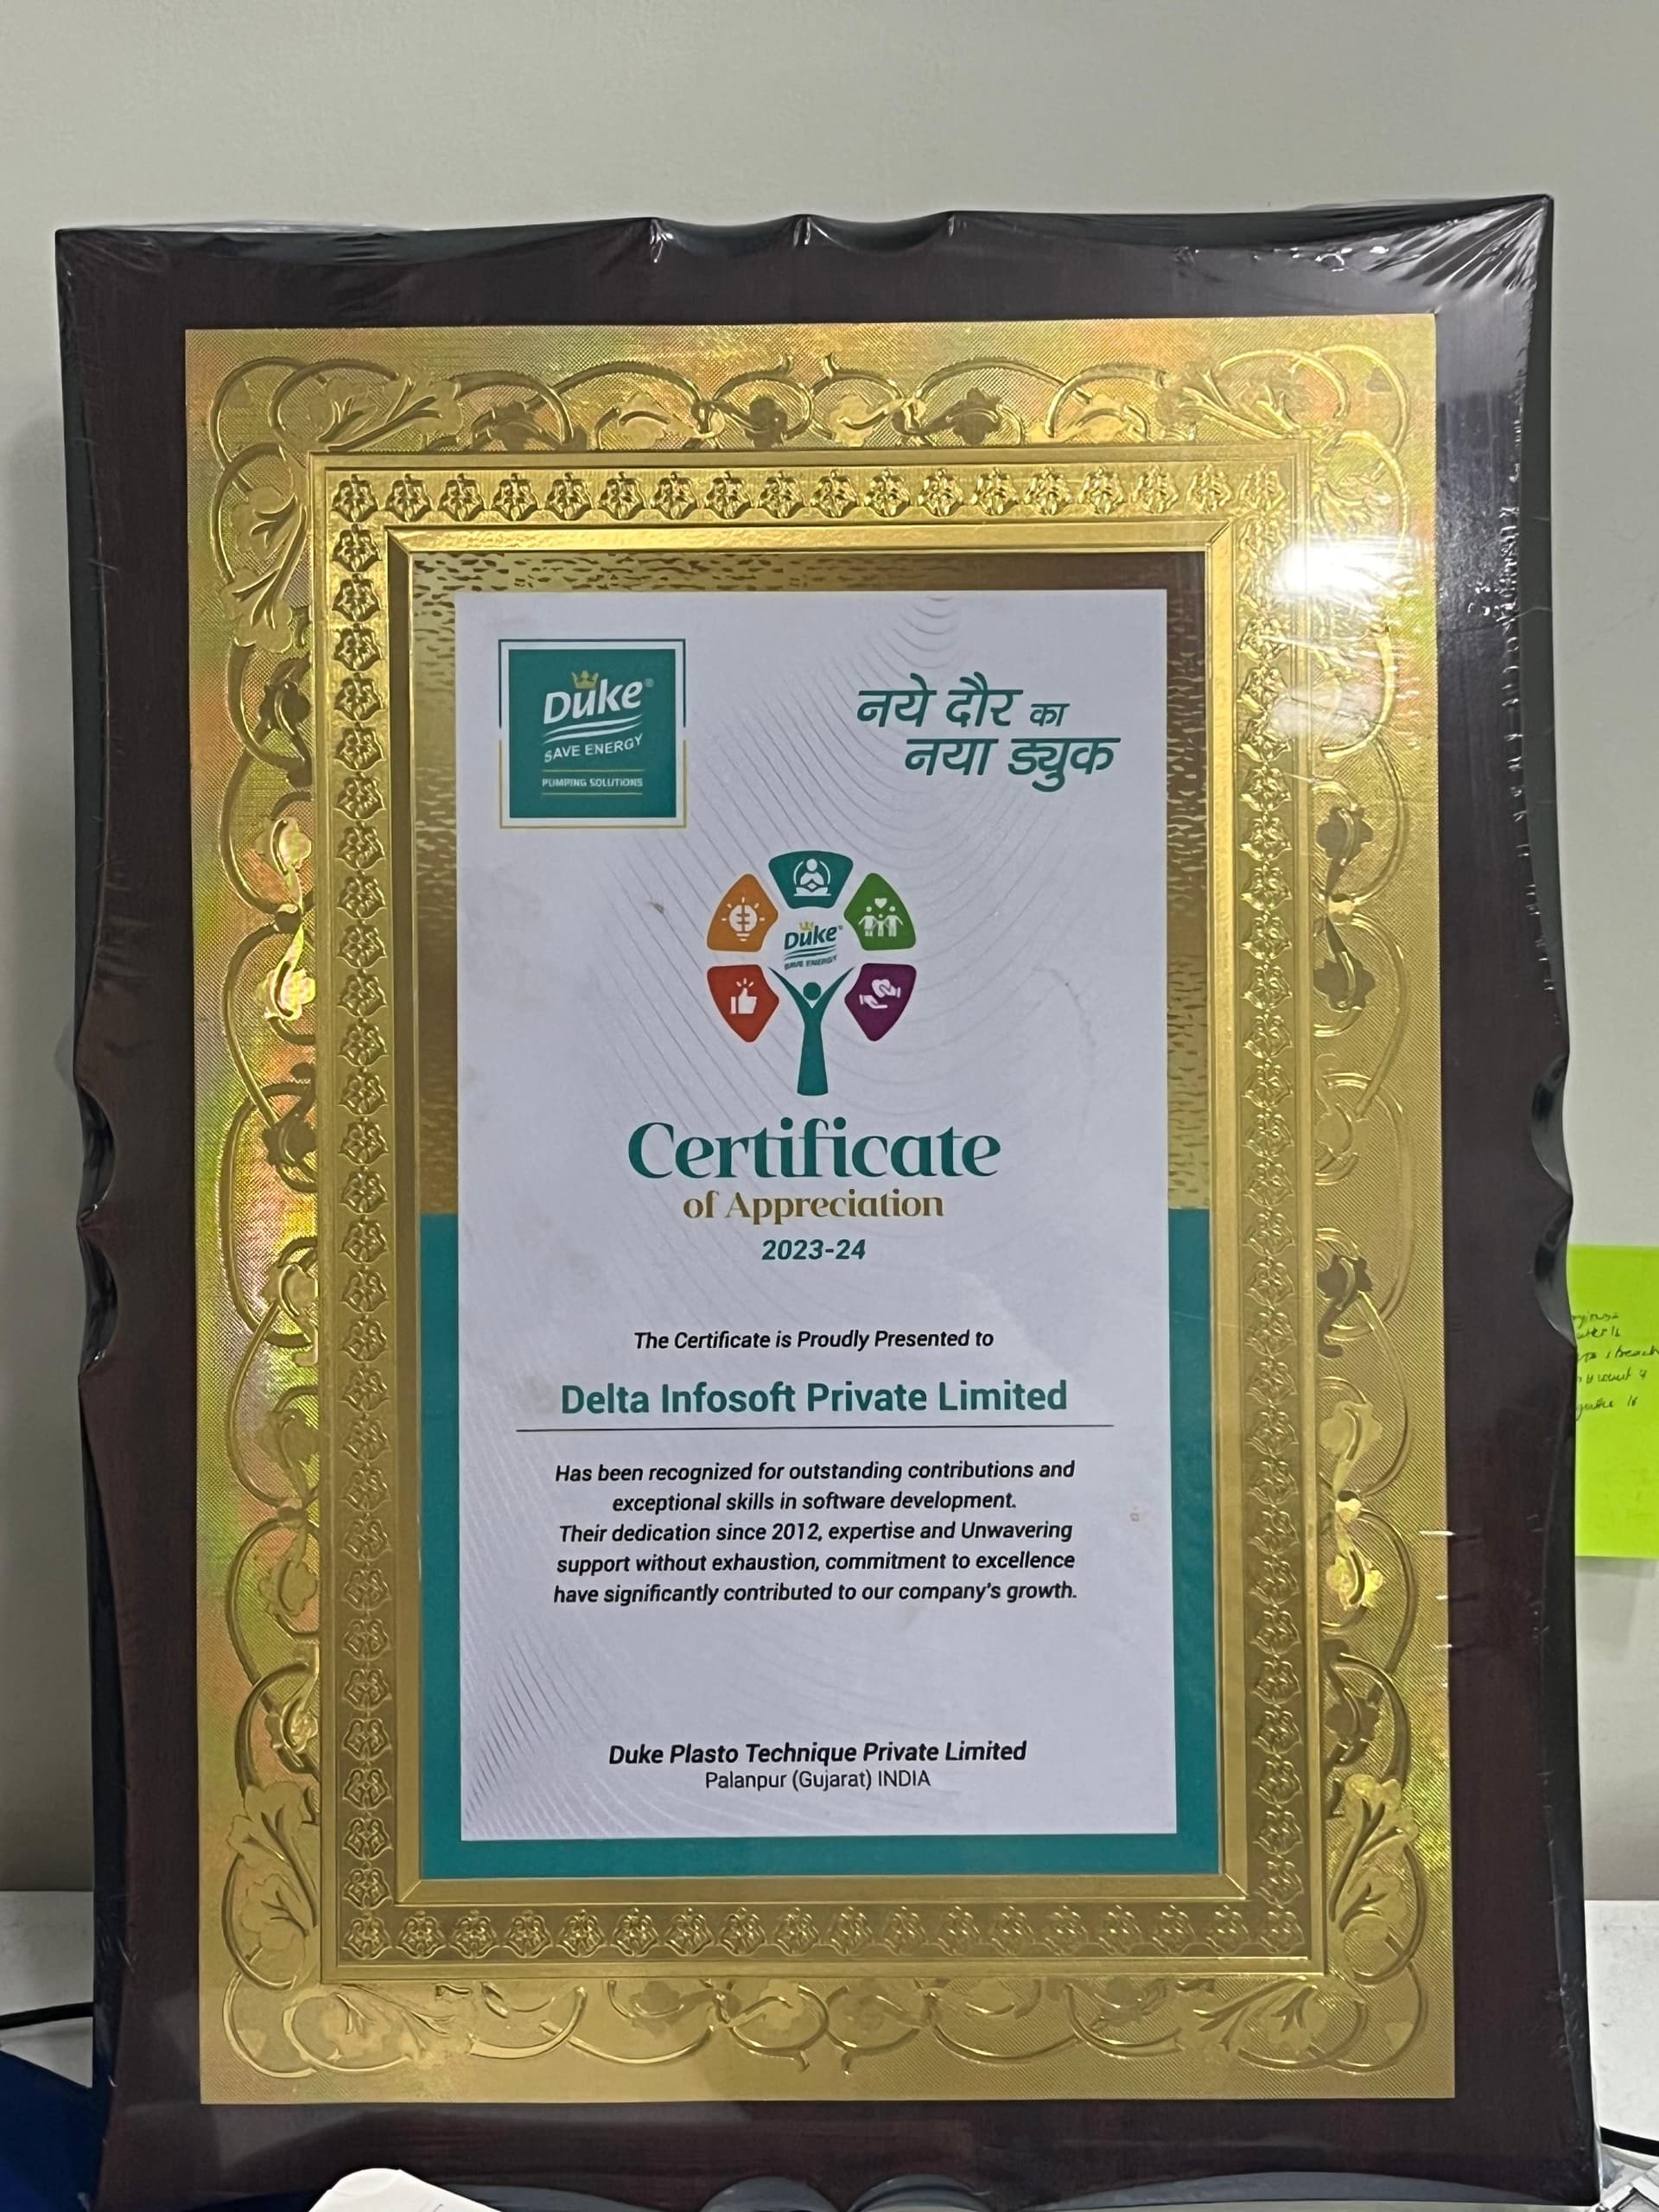 Duke®
SAVE ENERGY
PUMPING SOLUTIONS
नये दौर का
नया ड्युक
Duke®
SAVE ENERGY
Certificate
of Appreciation
2023-24
The Certificate is Proudly Presented to
Delta Infosoft Private Limited
Has been recognized for outstanding contributions and
exceptional skills in software development.
Their dedication since 2012, expertise and Unwavering
support without exhaustion, commitment to excellence
have significantly contributed to our company's growth.
Duke Plasto Technique Private Limited
Palanpur (Gujarat) INDIA